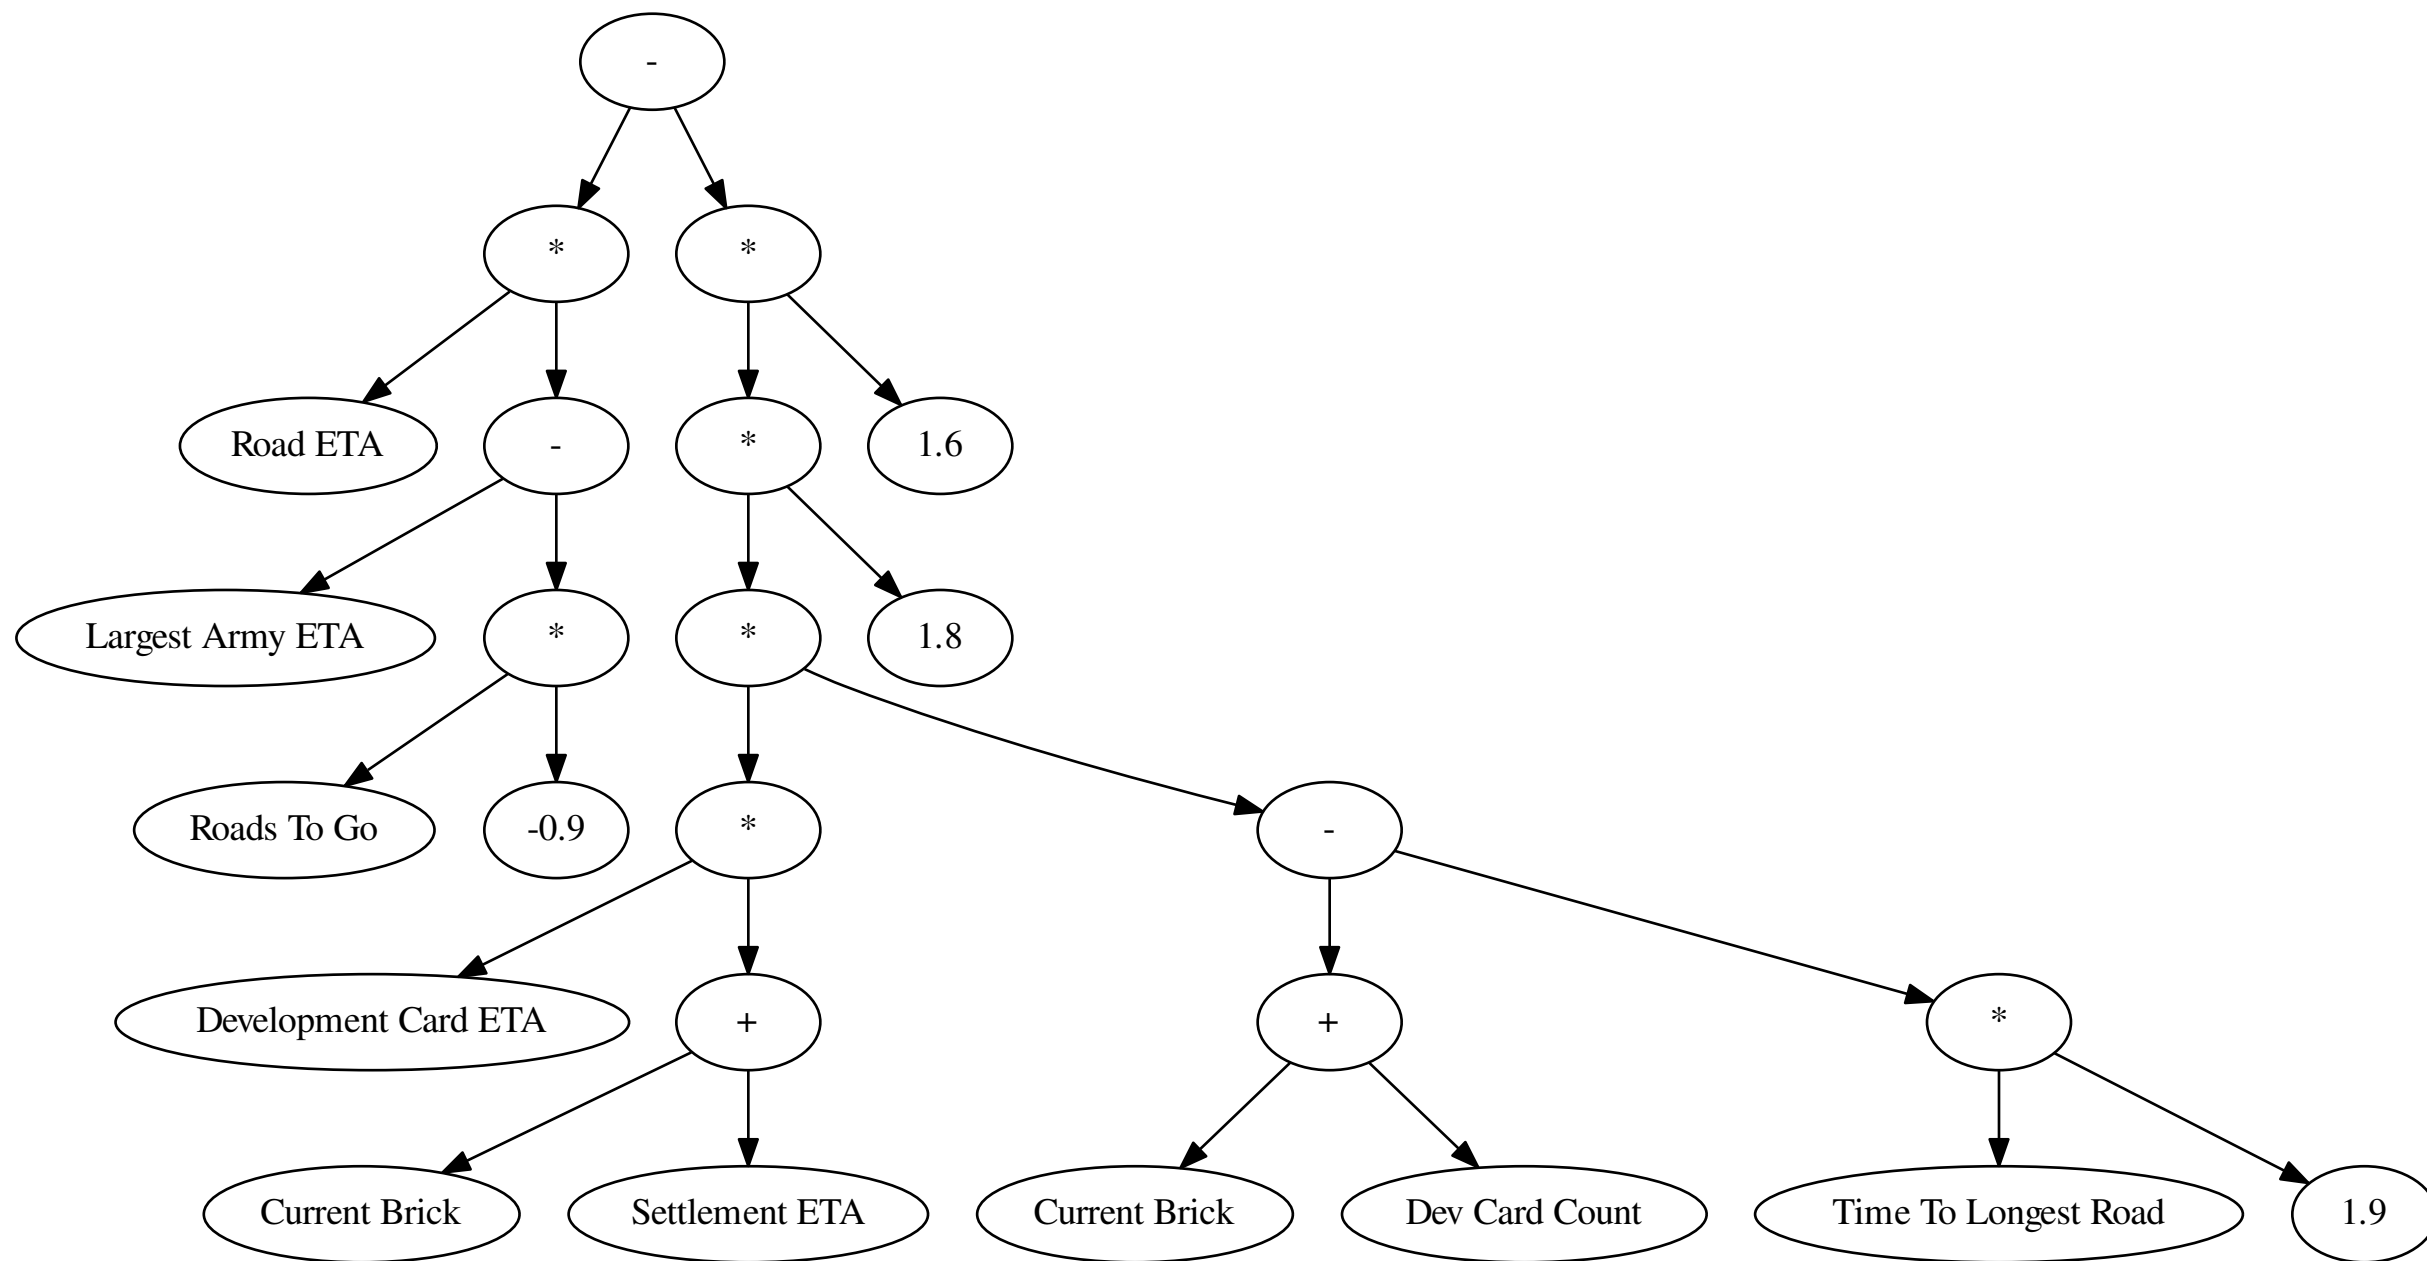 -
*
*
Road ETA
-
*
1.6
Largest Army ETA
*
*
1.8
Roads To Go
-0.9
*
-
Development Card ETA
+
+
*
Current Brick
Settlement ETA
Current Brick
Dev Card Count
Time To Longest Road
1.9